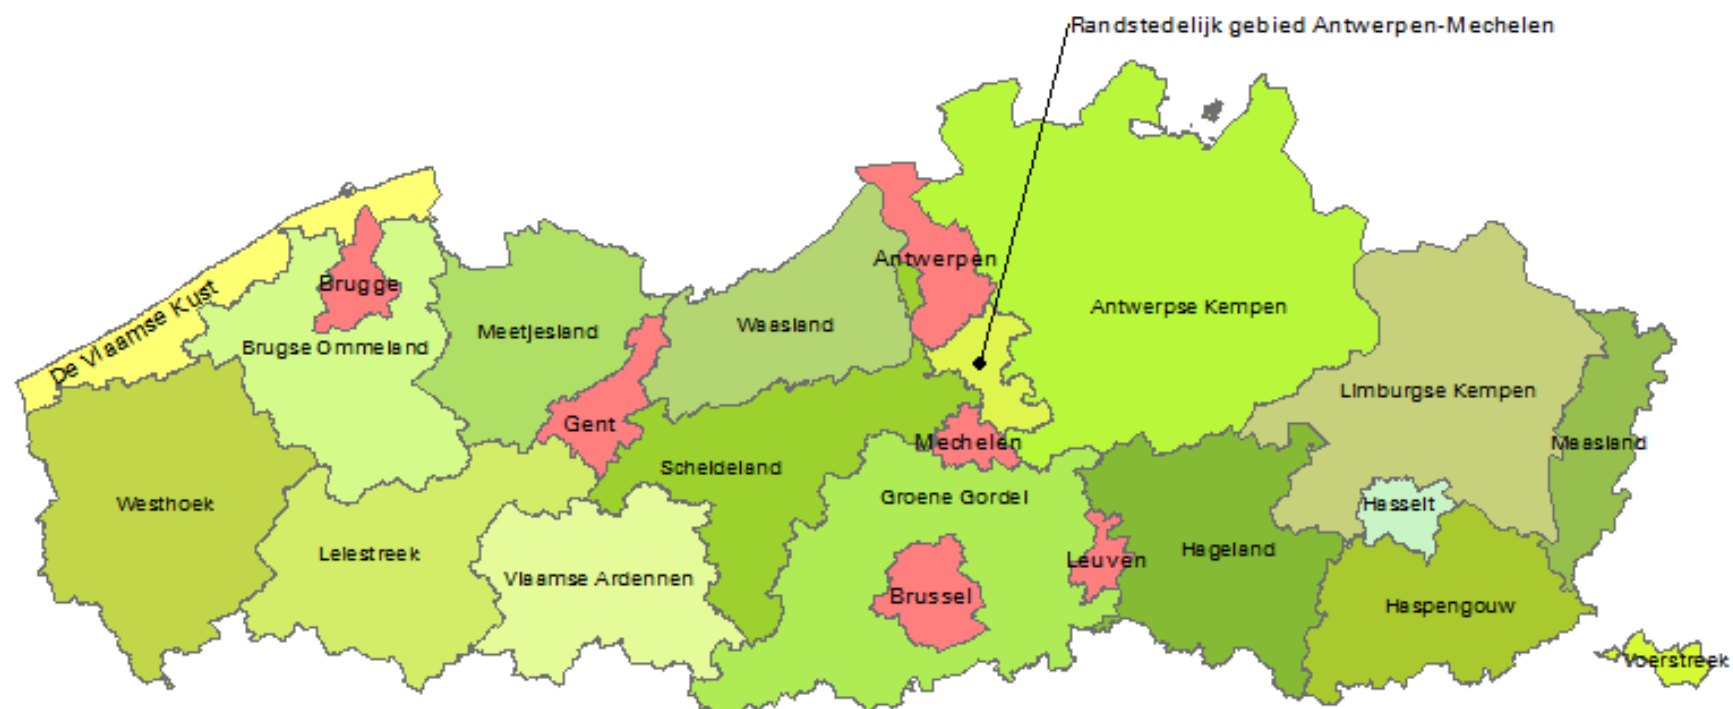 Randstedelijk gebied Antwerpen-Mechelen
Antwerpen
Brugge
De Vlaamse Kust
Antwerpse Kempen
Waasland
Meetjesland
Brugse Ommeland
Limburgse Kempen
Gent
Mechelen
Maasland
Scheldeland
Groene Gordel
Westhoek
Hasselt
Leiestreek
Hageland
Leuven
Vlaamse Ardennen
Brussel
Haspengouw
Voerstreek